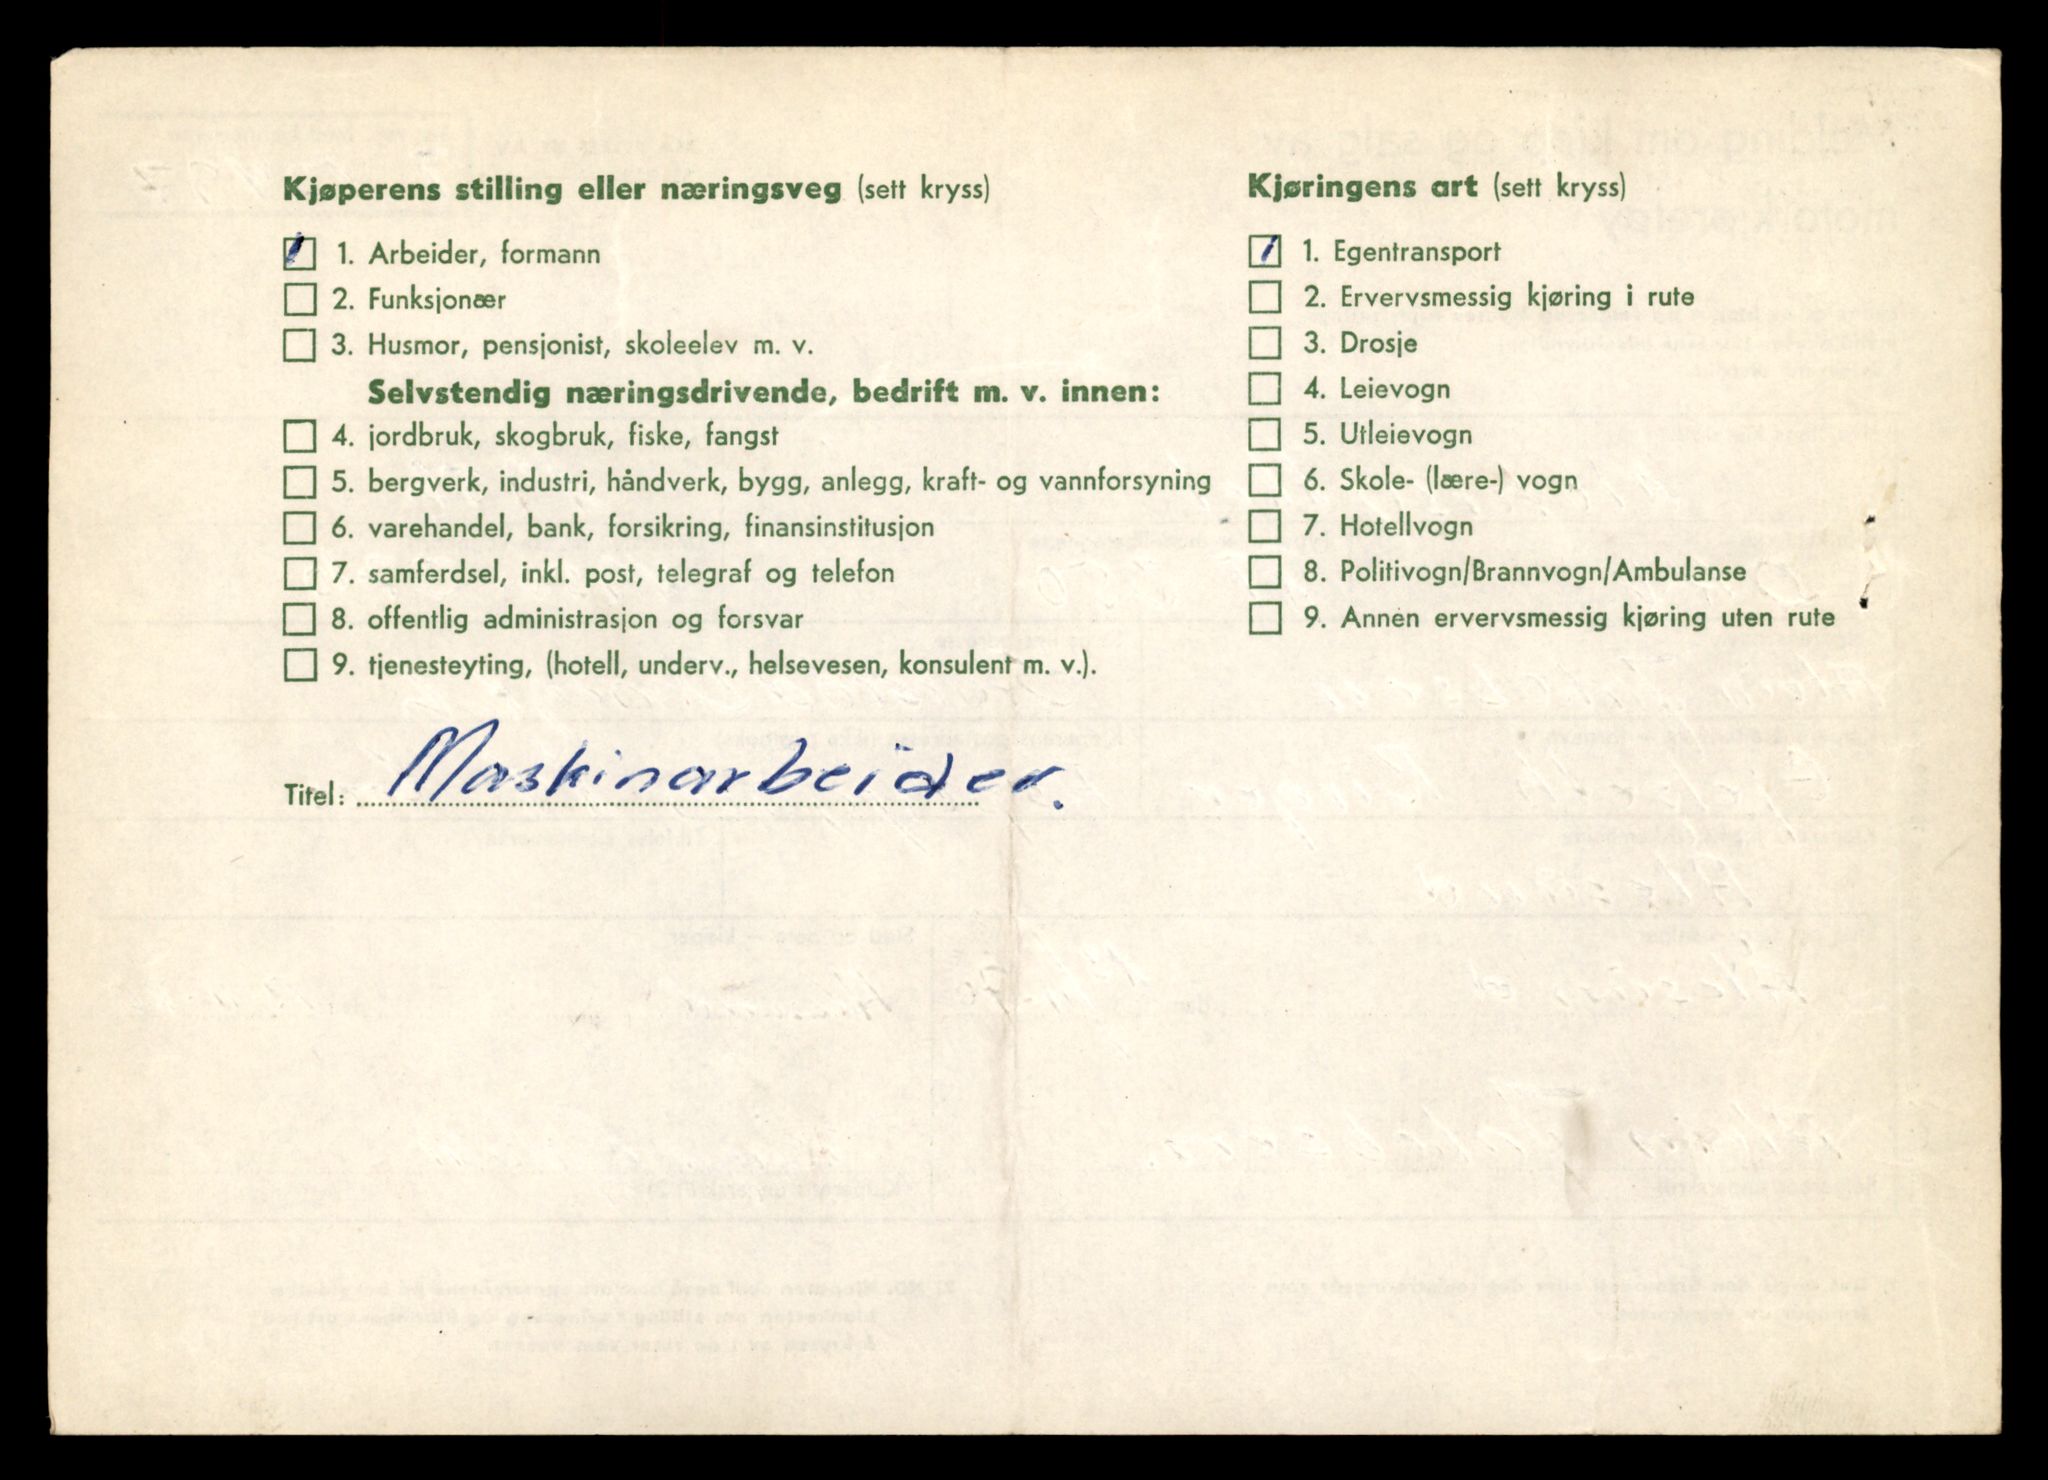 Kjøperens stilling eller næringsveg (sett kryss)
1. Arbeider, formann
2. Funksjonær
3. Husmor, pensjonist, skoleelev m. v.
Selvstendig næringsdrivende, bedrift m. v. innen:
4. jordbruk, skogbruk, fiske, fangst
5. bergverk, industri, håndverk, bygg, anlegg, kraft- og vannforsyning
6. varehandel, bank, forsikring, finansinstitusjon
7. samferdsel, inkl. post, telegraf og telefon
8. offentlig administrasjon og forsvar
9. tjenesteyting, (hotell, underv., helsevesen, konsulent m. v.).
Titel: Maskinarbeider.
Kjøringens art (sett kryss)
1. Egentransport
2. Ervervsmessig kjøring i rute
3. Drosje
4. Leievogn
5. Utleievogn
6. Skole- (lære-) vogn
7. Hotellvogn
8. Politivogn/Brannvogn/Ambulanse
9. Annen ervervsmessig kjøring uten rute